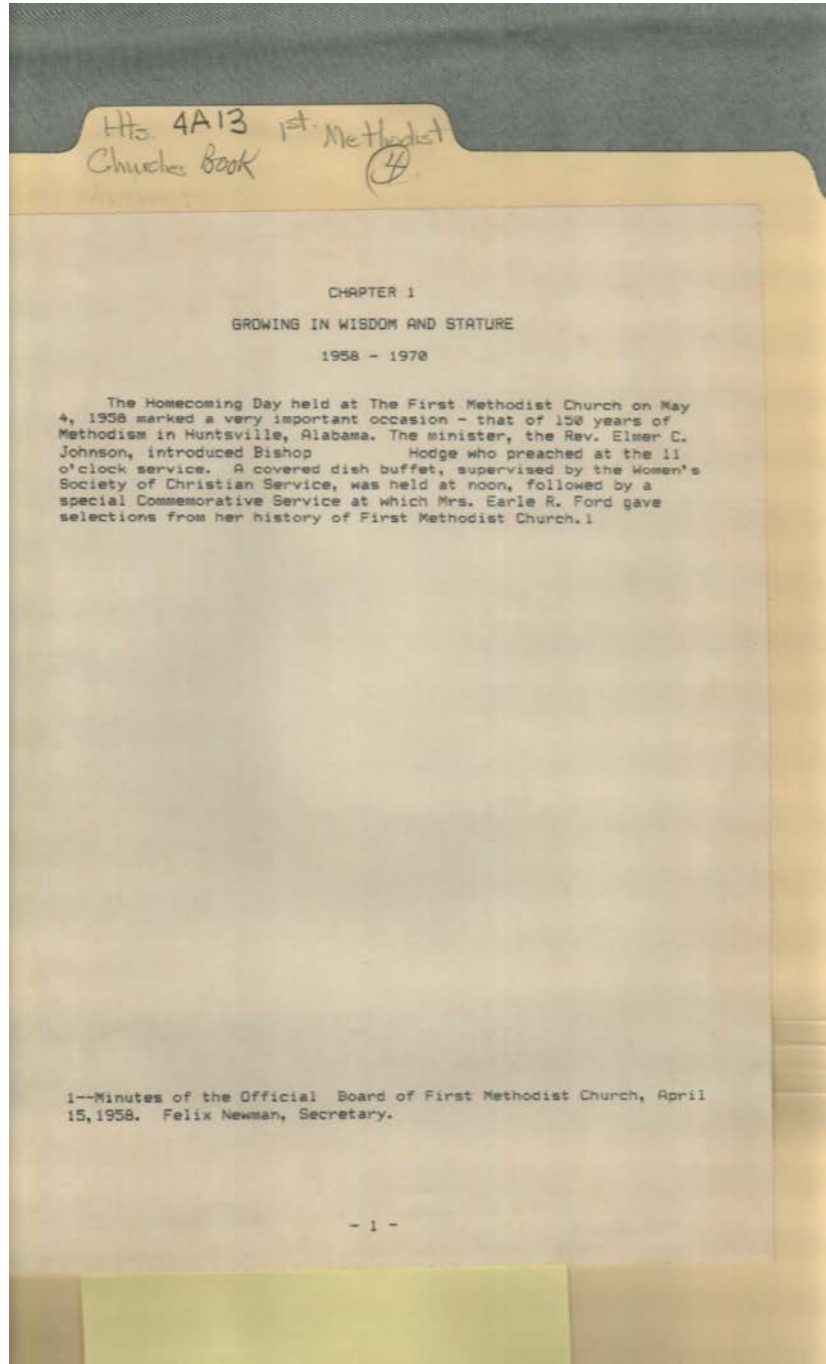 Hts. 4A13 1st. Methodist
Churches Book 4
CHAPTER 1
GROWING IN WISDOM AND STATURE
1958 - 1970
The Homecoming Day held at The First Methodist Church on May
4, 1958 marked a very important occasion - that of 150 years of
Methodism in Huntsville, Alabama. The minister, the Rev. Elmer C.
Johnson, introduced Bishop Hodge who preached at the 11
o'clock service. A covered dish buffet, supervised by the Women's
Society of Christian Service, was held at noon, followed by a
special Commemorative Service at which Mrs. Earle R. Ford gave
selections from her history of First Methodist Church.1
1--Minutes of the Official Board of First Methodist Church, April
15,1958. Felix Newman, Secretary.
- 1 -